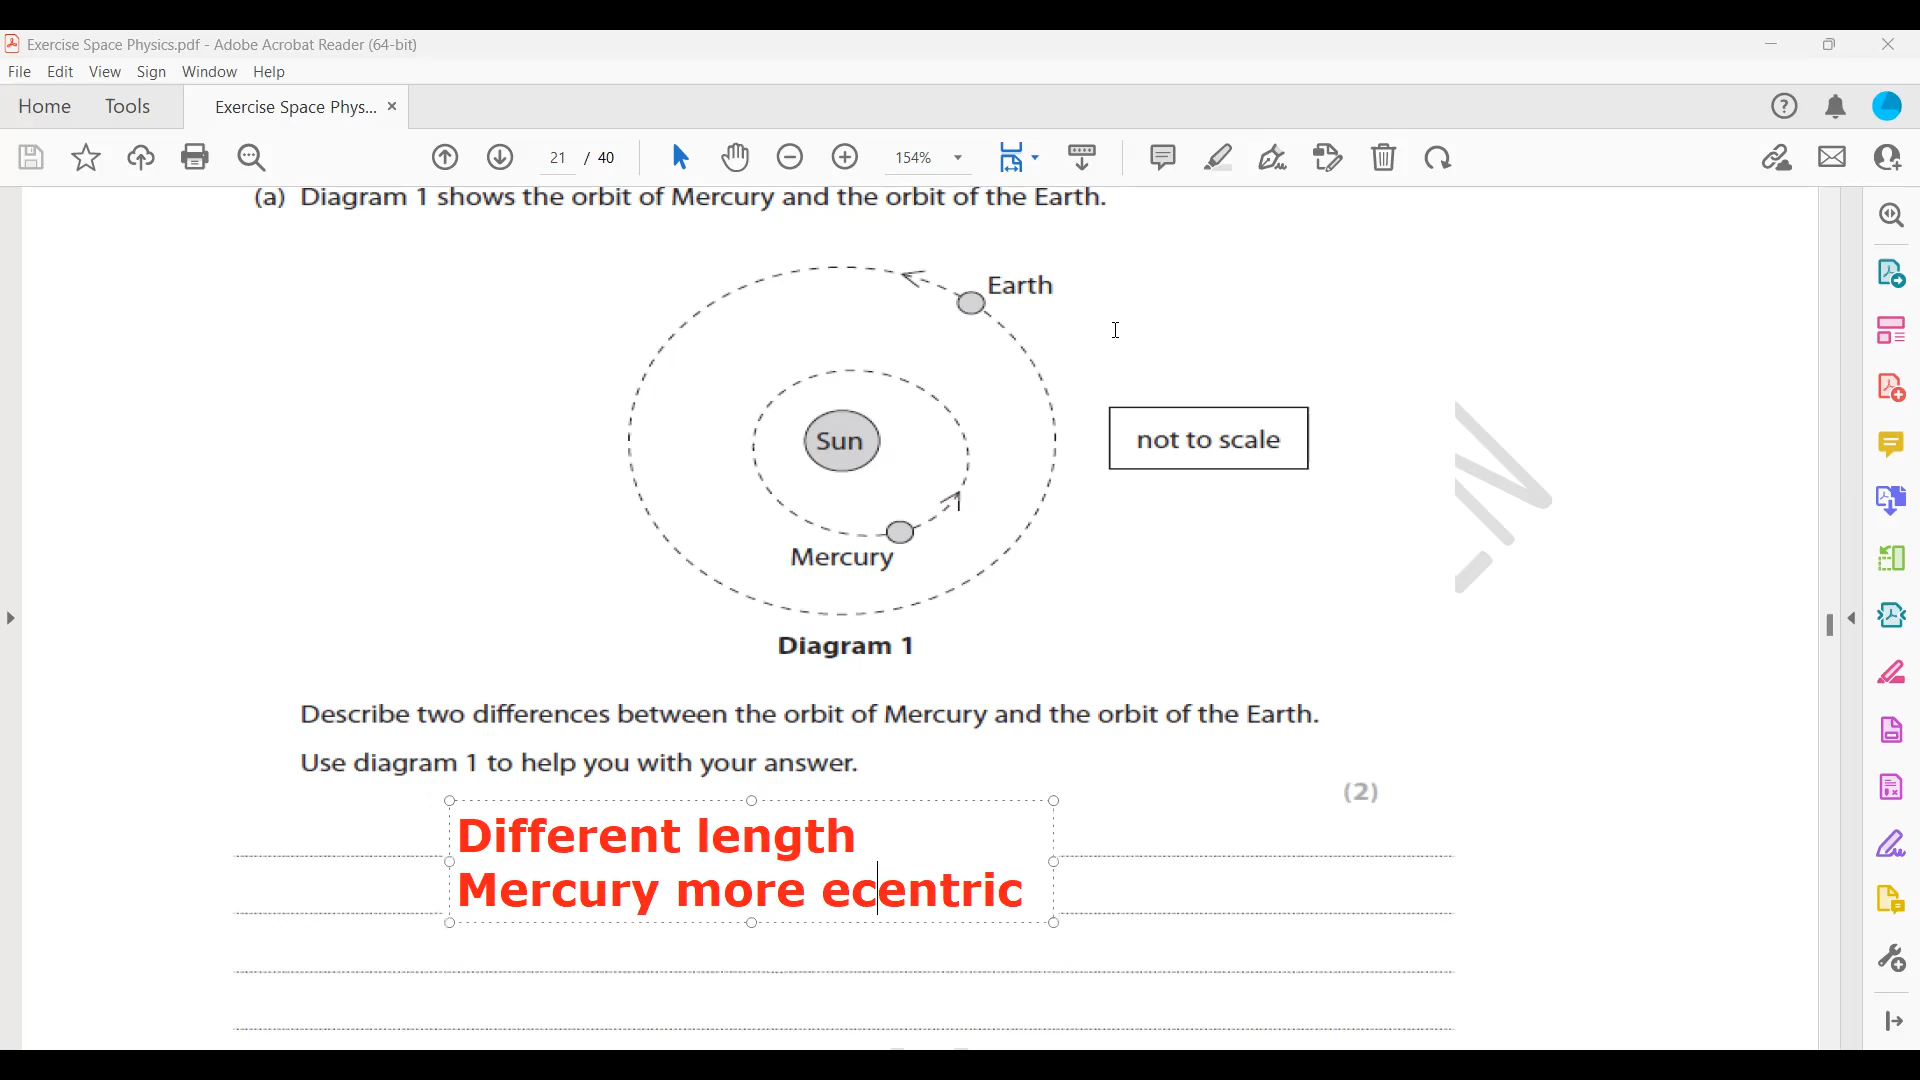 Exercise Space Physics.pdf - Adobe Acrobat Reader (64-bit)
File Edit View Sign Window Help
Home Tools Exercise Space Phys... ×
21 / 40 154%
(a) Diagram 1 shows the orbit of Mercury and the orbit of the Earth.
Earth
Sun
not to scale
Mercury
Diagram 1
Describe two differences between the orbit of Mercury and the orbit of the Earth.
Use diagram 1 to help you with your answer.
(2)
Different length
Mercury more ecentric